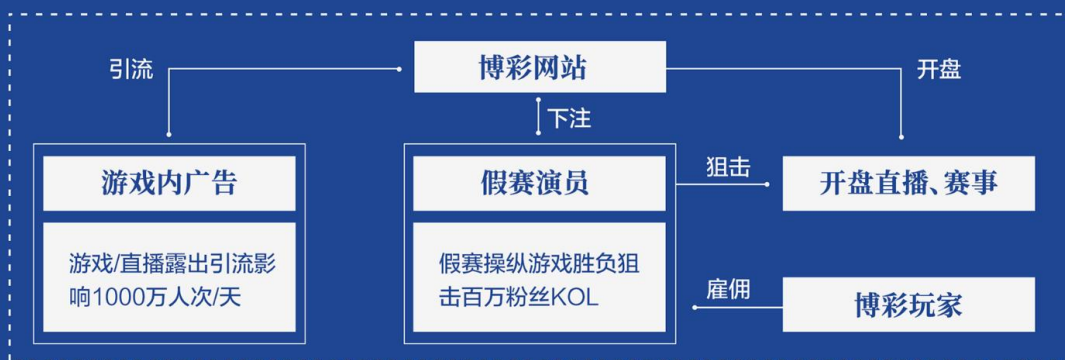 引流
博彩网站
开盘
下注
游戏内广告
假赛演员
狙击
开盘直播、赛事
游戏/直播露出引流影
响1000万人次/天
假赛操纵游戏胜负狙
击百万粉丝KOL
雇佣
博彩玩家